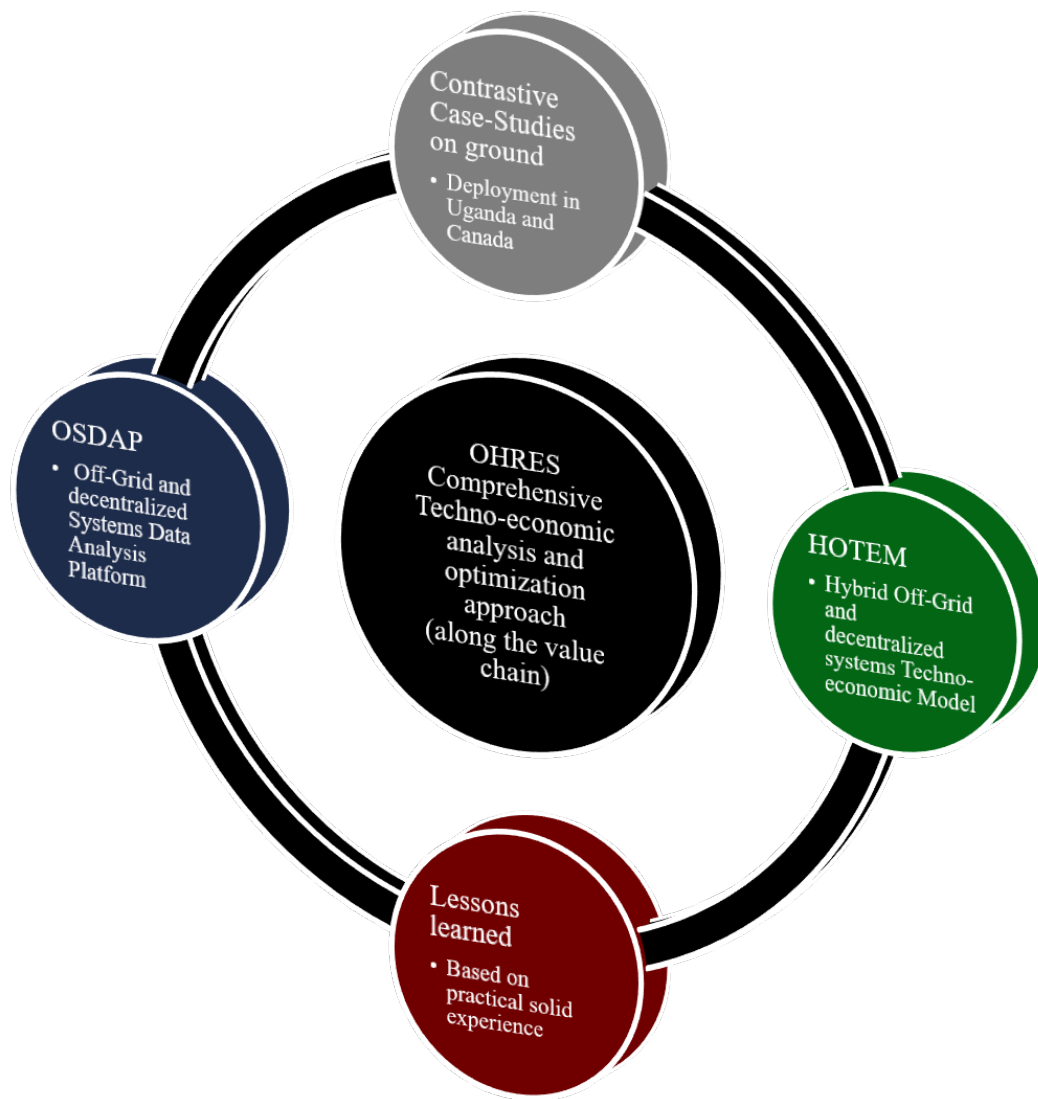 Contrastive
Case-Studies
on ground
• Deployment in
Uganda and
Canada
OSDAP
• Off-Grid and
decentralized
Systems Data
Analysis
Platform
OHRES
Comprehensive
Techno-economic
analysis and
optimization
approach
(along the value
chain)
HOTEM
• Hybrid Off-Grid
and
decentralized
systems Techno-
economic Model
Lessons
learned
• Based on
practical solid
experience